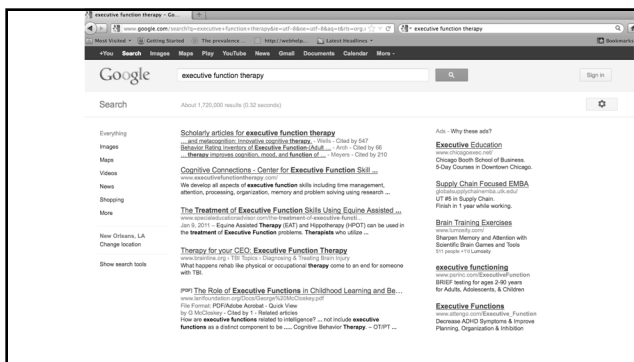 executive function therapy - Go...
www.google.com/search?q=executive+function+therapy&ie=utf-8&oe=utf-8&aq=t&rls=org.
executive function therapy
Most Visited
Getting Started
The prevalence ...
http://webhelp...
Latest Headlines
Bookmarks
+You Search Images Maps Play YouTube News Gmail Documents Calendar More -
Google
executive function therapy
Sign in
Search
About 1,720,000 results (0.32 seconds)
Everything
Images
Maps
Videos
News
Shopping
More
New Orleans, LA
Change location
Show search tools
Scholarly articles for executive function therapy
... and metacognition: Innovative cognitive therapy. - Wells - Cited by 547
Behavior Rating Inventory of Executive Function-(Adult ... - Arch - Cited by 66
... therapy improves cognition, mood, and function of ... - Meyers - Cited by 210
Cognitive Connections - Center for Executive Function Skill ...
www.executivefunctiontherapy.com/
We develop all aspects of executive function skills including time management,
attention, processing, organization, memory and problem solving using research ...
The Treatment of Executive Function Skills Using Equine Assisted ...
www.specialeducationadvisor.com/the-treatment-of-executive-functi...
Jan 9, 2011 - Equine Assisted Therapy (EAT) and Hippotherapy (HPOT) can be used in
the treatment of Executive Function problems. Therapists who utilize ...
Therapy for your CEO: Executive Function Therapy
www.brainline.org › TBI Topics › Diagnosing & Treating Brain Injury
What happens rehab like physical or occupational therapy come to an end for someone
with TBI.
[PDF] The Role of Executive Functions in Childhood Learning and Be...
www.ianfoundation.org/Docs/George%20McCloskey.pdf
File Format: PDF/Adobe Acrobat - Quick View
by G McCloskey - Cited by 1 - Related articles
How are executive functions related to intelligence? ... not include executive
functions as a distinct component to be ..... Cognitive Behavior Therapy. – OT/PT ...
Ads - Why these ads?
Executive Education
www.chicagoexec.net/
Chicago Booth School of Business.
5-Day Courses in Downtown Chicago.
Supply Chain Focused EMBA
globalsupplychainemba.utk.edu/
UT #5 in Supply Chain.
Finish in 1 year while working.
Brain Training Exercises
www.lumosity.com/
Sharpen Memory and Attention with
Scientific Brain Games and Tools
511 people +1'd Lumosity
executive functioning
www.parinc.com/ExecutiveFunction
BRIEF testing for ages 2-90 years
for Adults, Adolescents, & Children
Executive Functions
www.attengo.com/Executive_Function
Decrease ADHD Symptoms & Improve
Planning, Organization & Inhibition